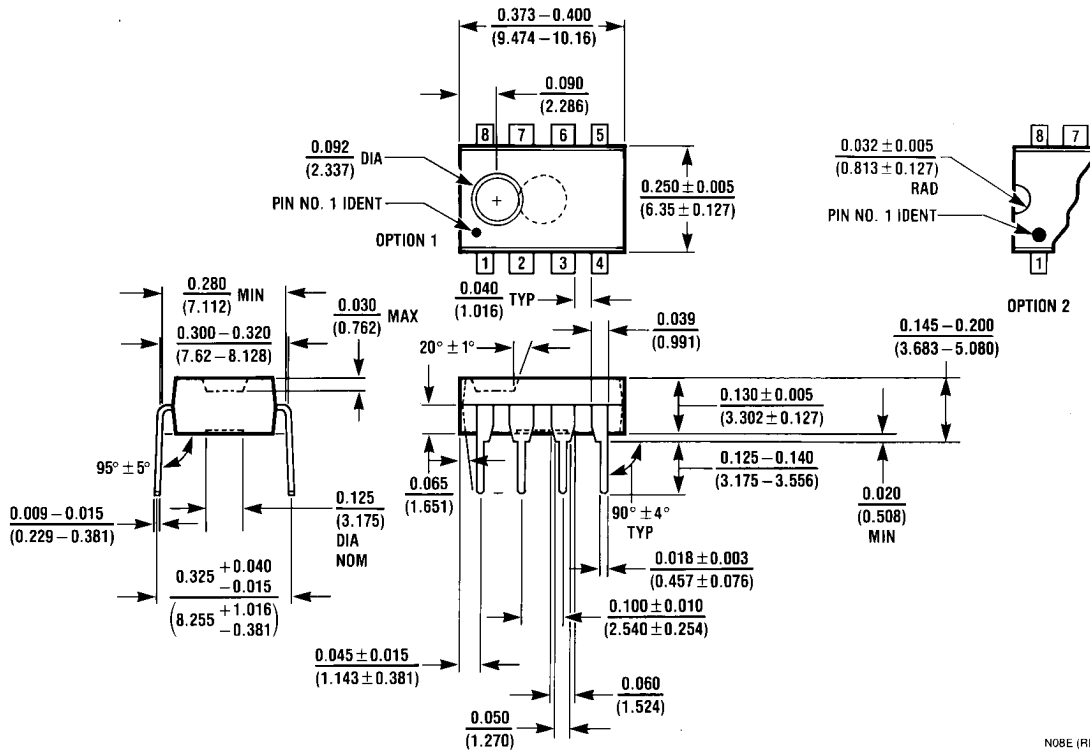 0.373 – 0.400
(9.474 – 10.16)
0.090
(2.286)
8 7 6 5
0.092 DIA
(2.337)
PIN NO. 1 IDENT
OPTION 1
+
0.250 ± 0.005
(6.35 ± 0.127)
1 2 3 4
0.032 ± 0.005
(0.813 ± 0.127)
RAD
PIN NO. 1 IDENT
8 7
1
OPTION 2
0.280 MIN
(7.112)
0.030 MAX
(0.762)
0.300 – 0.320
(7.62 – 8.128)
0.040 TYP
(1.016)
0.039
(0.991)
0.145 – 0.200
(3.683 – 5.080)
20° ± 1°
0.130 ± 0.005
(3.302 ± 0.127)
95° ± 5°
0.065
(1.651)
0.125 – 0.140
(3.175 – 3.556)
0.020
(0.508)
MIN
90° ± 4°
TYP
0.009 – 0.015
(0.229 – 0.381)
0.125
(3.175)
DIA
NOM
0.018 ± 0.003
(0.457 ± 0.076)
0.325 + 0.040
– 0.015
(8.255 + 1.016
– 0.381)
0.100 ± 0.010
(2.540 ± 0.254)
0.045 ± 0.015
(1.143 ± 0.381)
0.060
(1.524)
0.050
(1.270)
N08E